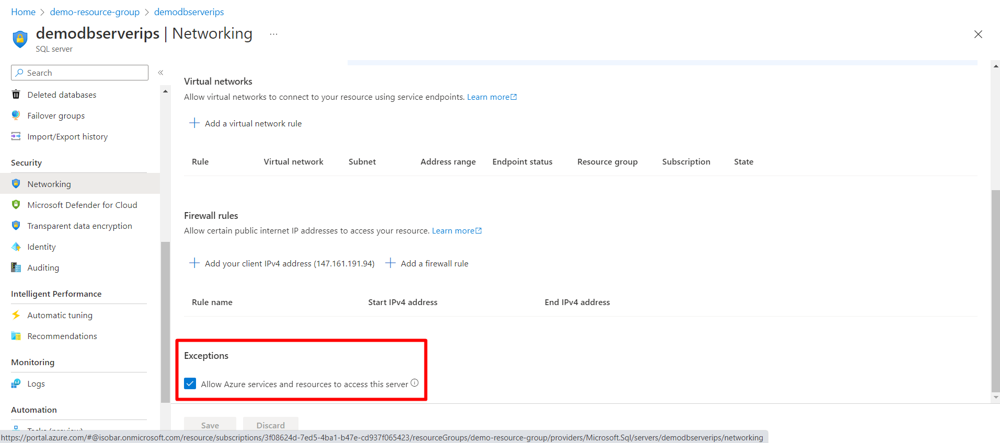 Home > demo-resource-group > demodbserverips
demodbserverips | Networking ...
SQL server
Search «
Deleted databases
Failover groups
Import/Export history
Security
Networking
Microsoft Defender for Cloud
Transparent data encryption
Identity
Auditing
Intelligent Performance
Automatic tuning
Recommendations
Monitoring
Logs
Automation
Tasks (preview)
Virtual networks
Allow virtual networks to connect to your resource using service endpoints. Learn more
+ Add a virtual network rule
Rule Virtual network Subnet Address range Endpoint status Resource group Subscription State
Firewall rules
Allow certain public internet IP addresses to access your resource. Learn more
+ Add your client IPv4 address (147.161.191.94) + Add a firewall rule
Rule name Start IPv4 address End IPv4 address
Exceptions
Allow Azure services and resources to access this server
Save Discard
https://portal.azure.com/#@isobar.onmicrosoft.com/resource/subscriptions/3f08624d-7ed5-4ba1-b47e-cd937f065423/resourceGroups/demo-resource-group/providers/Microsoft.Sql/servers/demodbserverips/networking